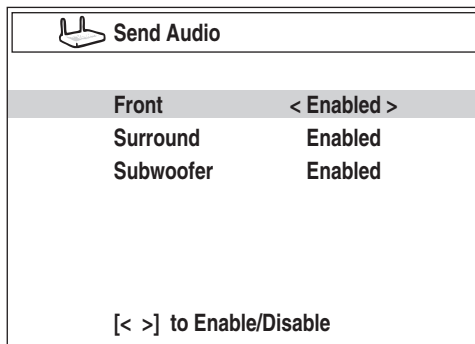 Send Audio
Front < Enabled >
Surround Enabled
Subwoofer Enabled
[< >] to Enable/Disable